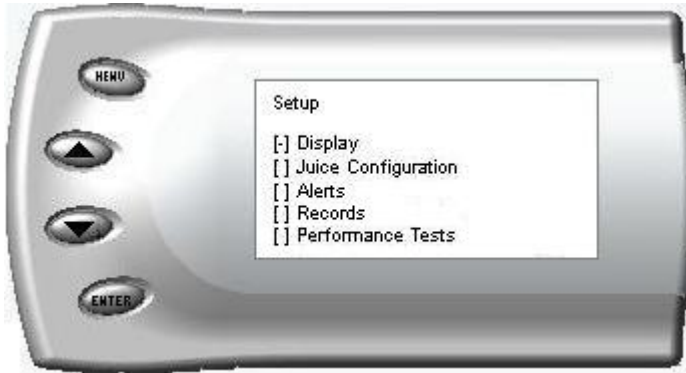 MENU
Setup
[-] Display
[ ] Juice Configuration
[ ] Alerts
[ ] Records
[ ] Performance Tests
ENTER